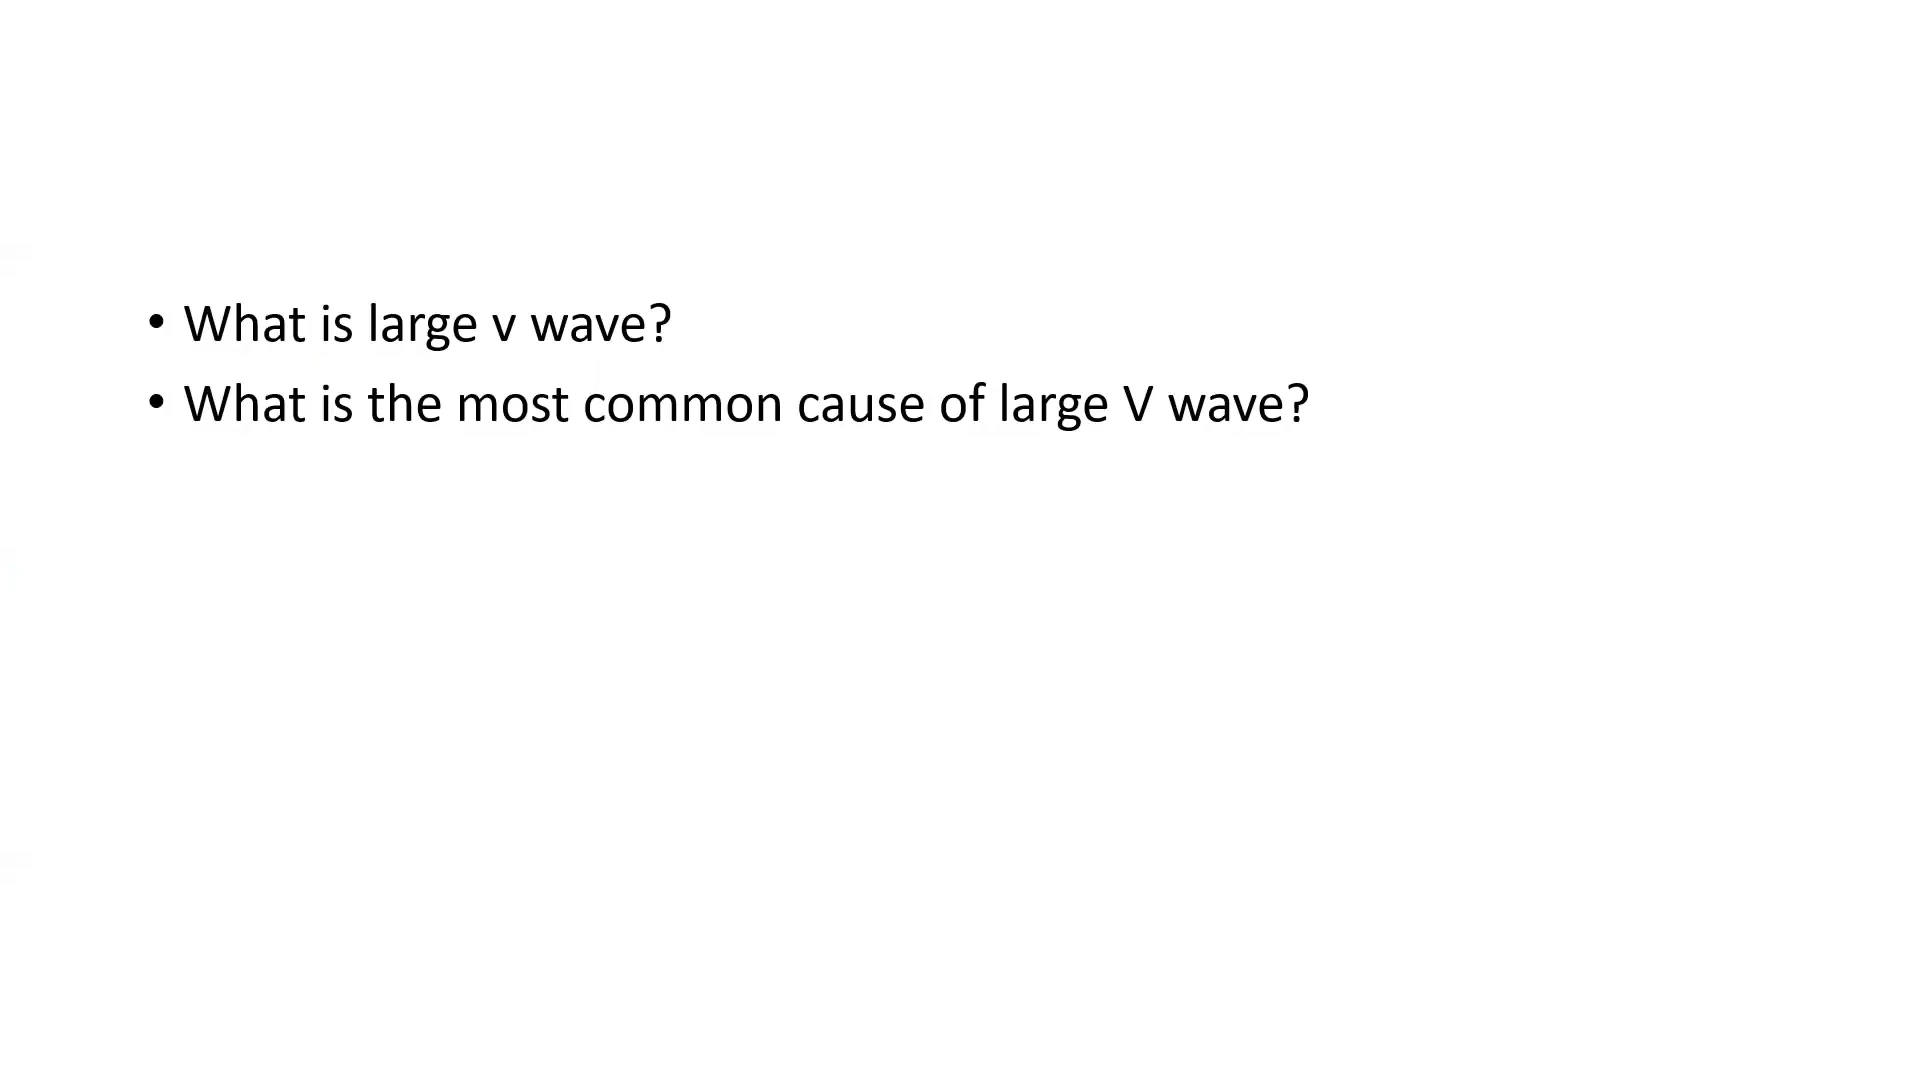 • What is large v wave?
• What is the most common cause of large V wave?